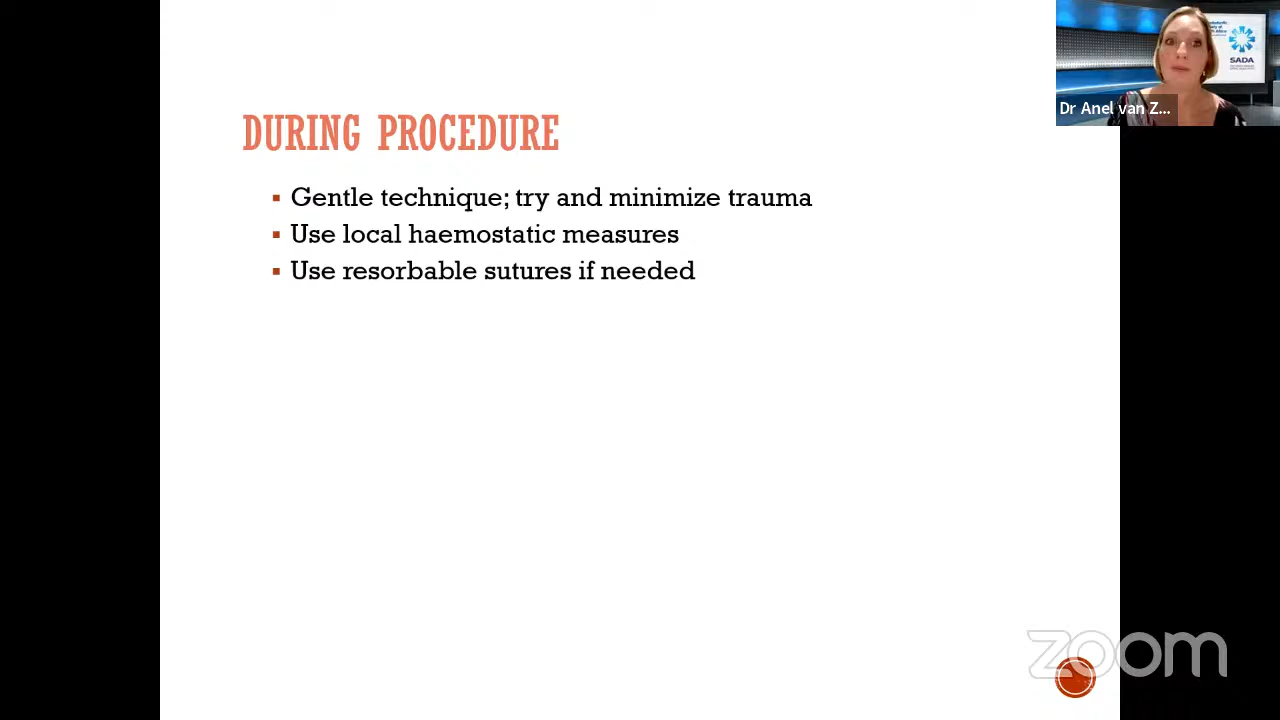 DURING PROCEDURE
▪ Gentle technique; try and minimize trauma
▪ Use local haemostatic measures
▪ Use resorbable sutures if needed
SADA
Dr Anel van Z...
zoom